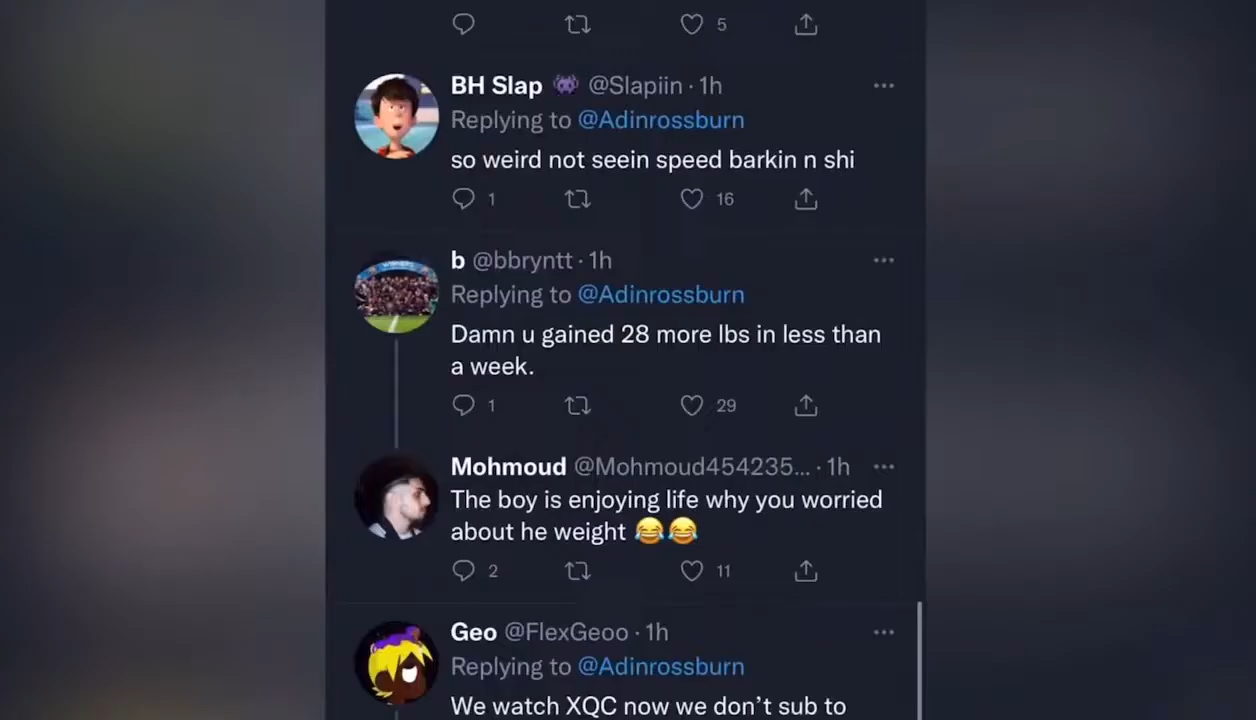 5
BH Slap 👾 @Slapiin · 1h
Replying to @Adinrossburn
so weird not seein speed barkin n shi
1 16
b @bbryntt · 1h
Replying to @Adinrossburn
Damn u gained 28 more lbs in less than
a week.
1 29
Mohmoud @Mohmoud454235... · 1h
The boy is enjoying life why you worried
about he weight 😂😂
2 11
Geo @FlexGeoo · 1h
Replying to @Adinrossburn
We watch XQC now we don’t sub to